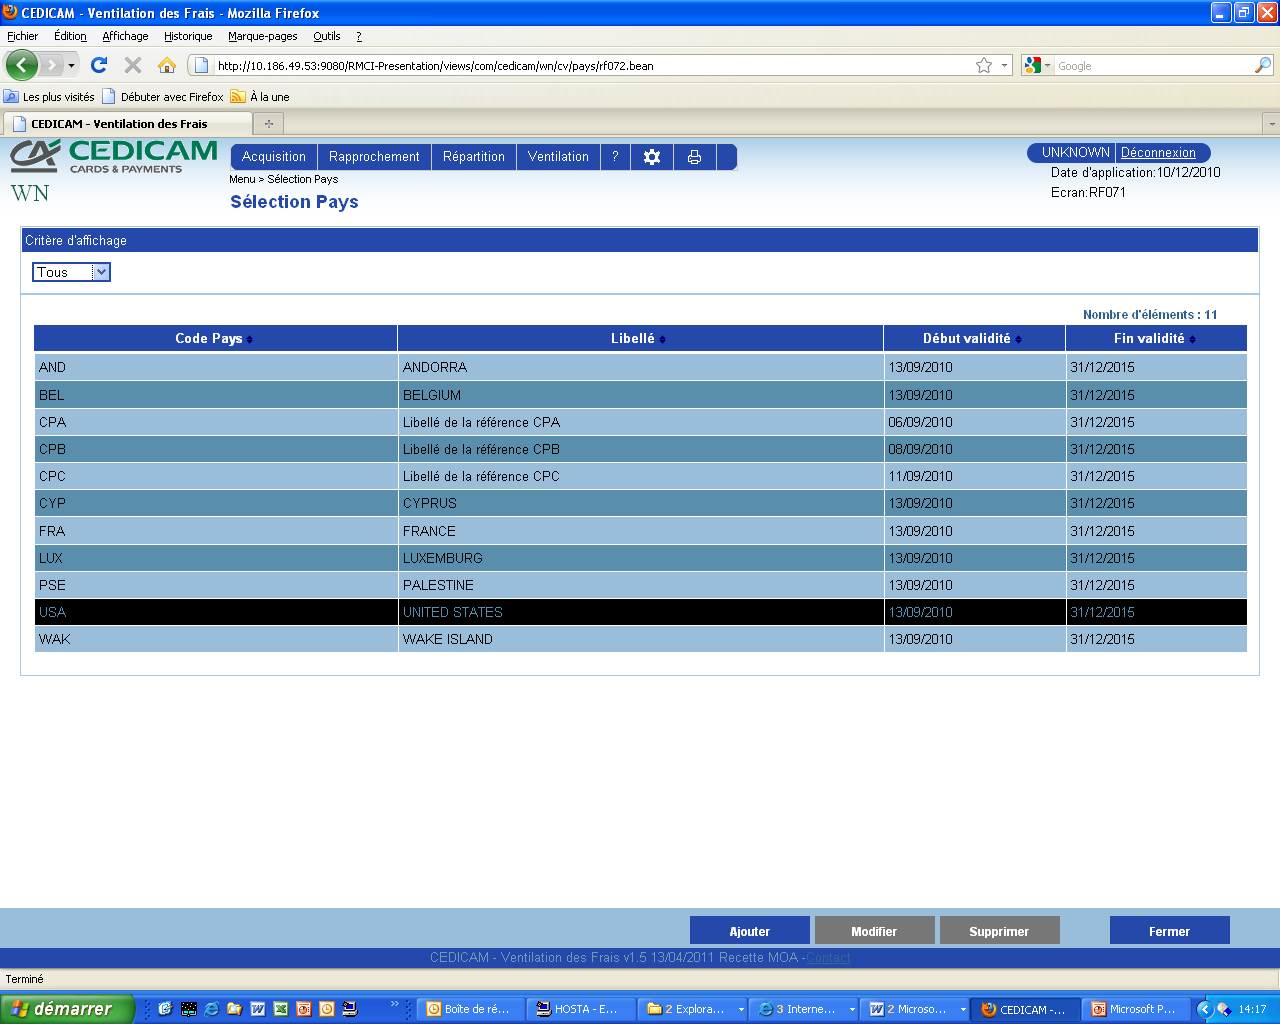 CEDICAM - Ventilation des Frais - Mozilla Firefox
Fichier Édition Affichage Historique Marque-pages Outils ?
http://10.186.49.53:9080/RMCI-Presentation/views/com/cedicam/wn/cv/pays/rf072.bean
Google
Les plus visités Débuter avec Firefox À la une
CEDICAM - Ventilation des Frais
CA CEDICAM
CARDS & PAYMENTS
WN
Acquisition Rapprochement Répartition Ventilation ?
UNKNOWN Déconnexion
Menu > Sélection Pays
Date d'application:10/12/2010
Sélection Pays
Ecran:RF071
Critère d'affichage
Tous
Nombre d'éléments : 11
Code Pays Libellé Début validité Fin validité
AND ANDORRA 13/09/2010 31/12/2015
BEL BELGIUM 13/09/2010 31/12/2015
CPA Libellé de la référence CPA 06/09/2010 31/12/2015
CPB Libellé de la référence CPB 08/09/2010 31/12/2015
CPC Libellé de la référence CPC 11/09/2010 31/12/2015
CYP CYPRUS 13/09/2010 31/12/2015
FRA FRANCE 13/09/2010 31/12/2015
LUX LUXEMBURG 13/09/2010 31/12/2015
PSE PALESTINE 13/09/2010 31/12/2015
USA UNITED STATES 13/09/2010 31/12/2015
WAK WAKE ISLAND 13/09/2010 31/12/2015
Ajouter Modifier Supprimer Fermer
CEDICAM - Ventilation des Frais v1.5 13/04/2011 Recette MOA -Contact
Terminé
démarrer Boîte de ré... HOSTA - E... 2 Explora... 3 Interne... 2 Microso... CEDICAM -... Microsoft P... 14:17